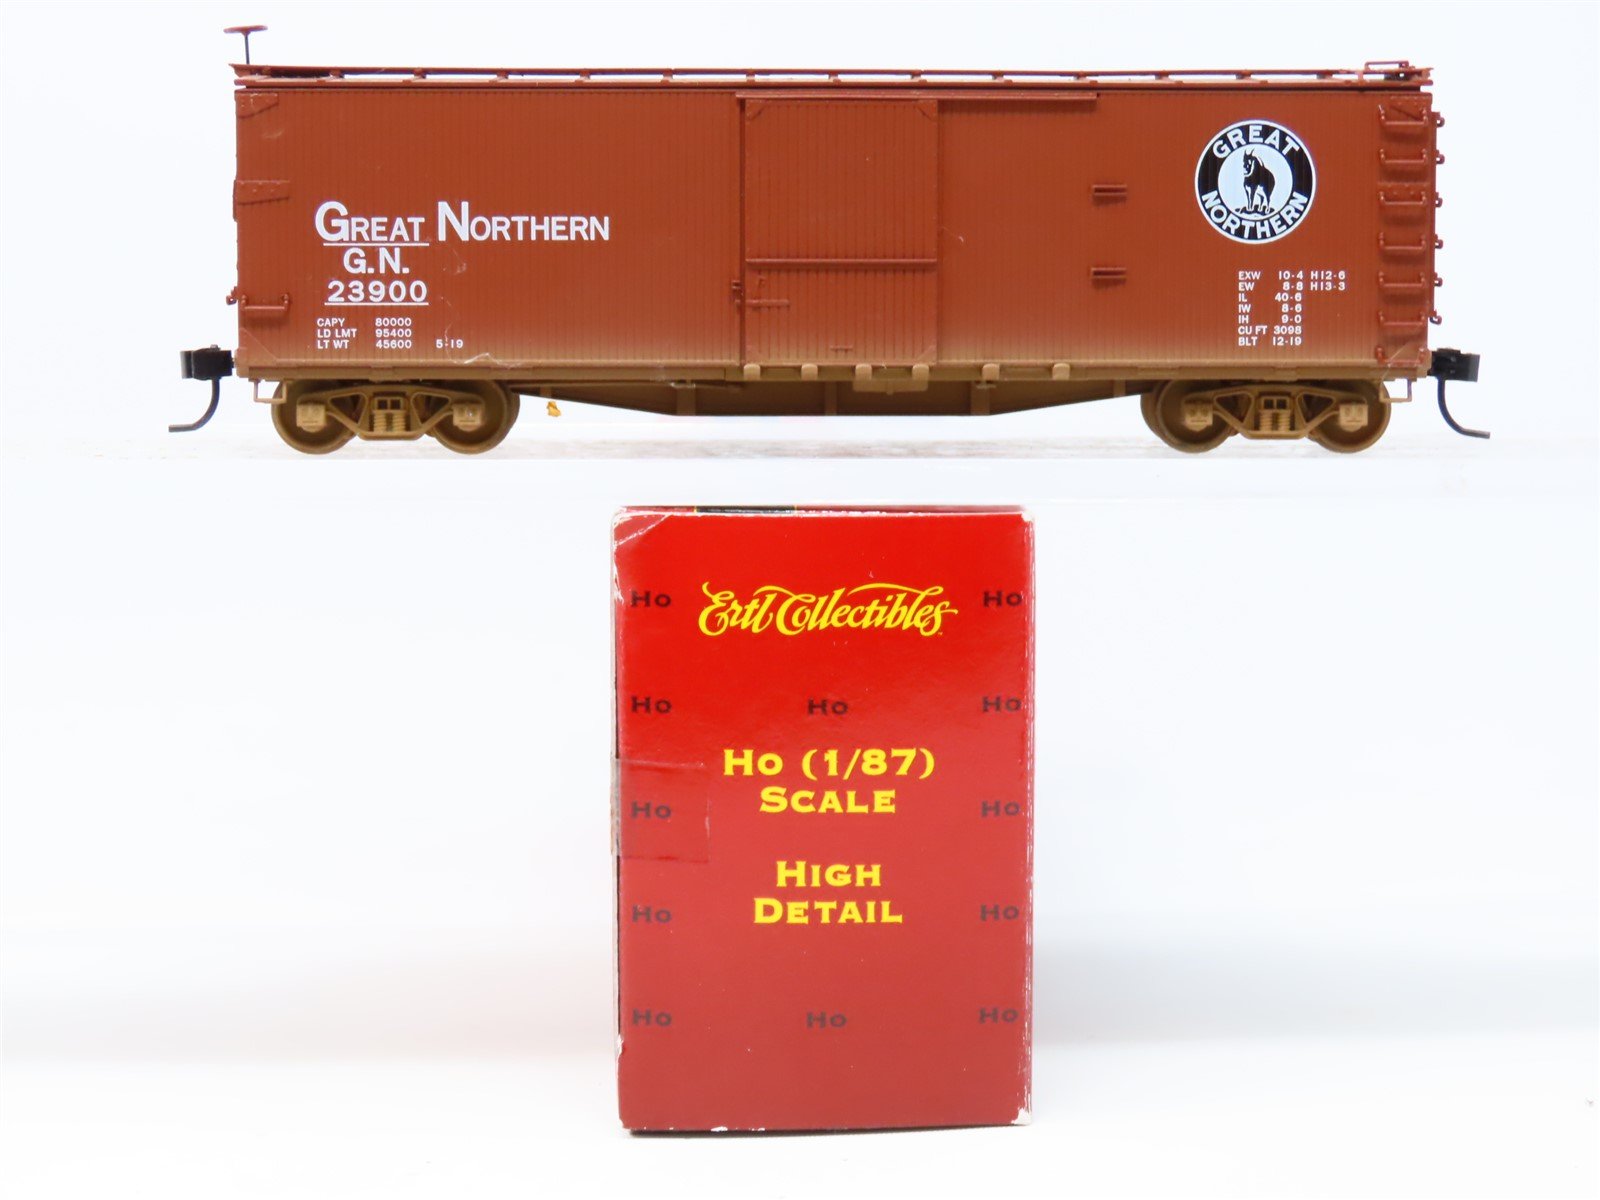 GREAT NORTHERN
G.N.
23900
CAPY 80000
LD LMT 95400
LT WT 45600 5-19
GREAT
NORTHERN
EXW 10-4 H12-6
EW 8-8 H13-3
IL 40-6
IW 8-6
IH 9-0
CU FT 3098
BLT 12-19
Ho Ertl Collectibles™ Ho
Ho Ho Ho
HO (1/87)
SCALE
Ho Ho
HIGH
DETAIL
Ho Ho
Ho Ho Ho